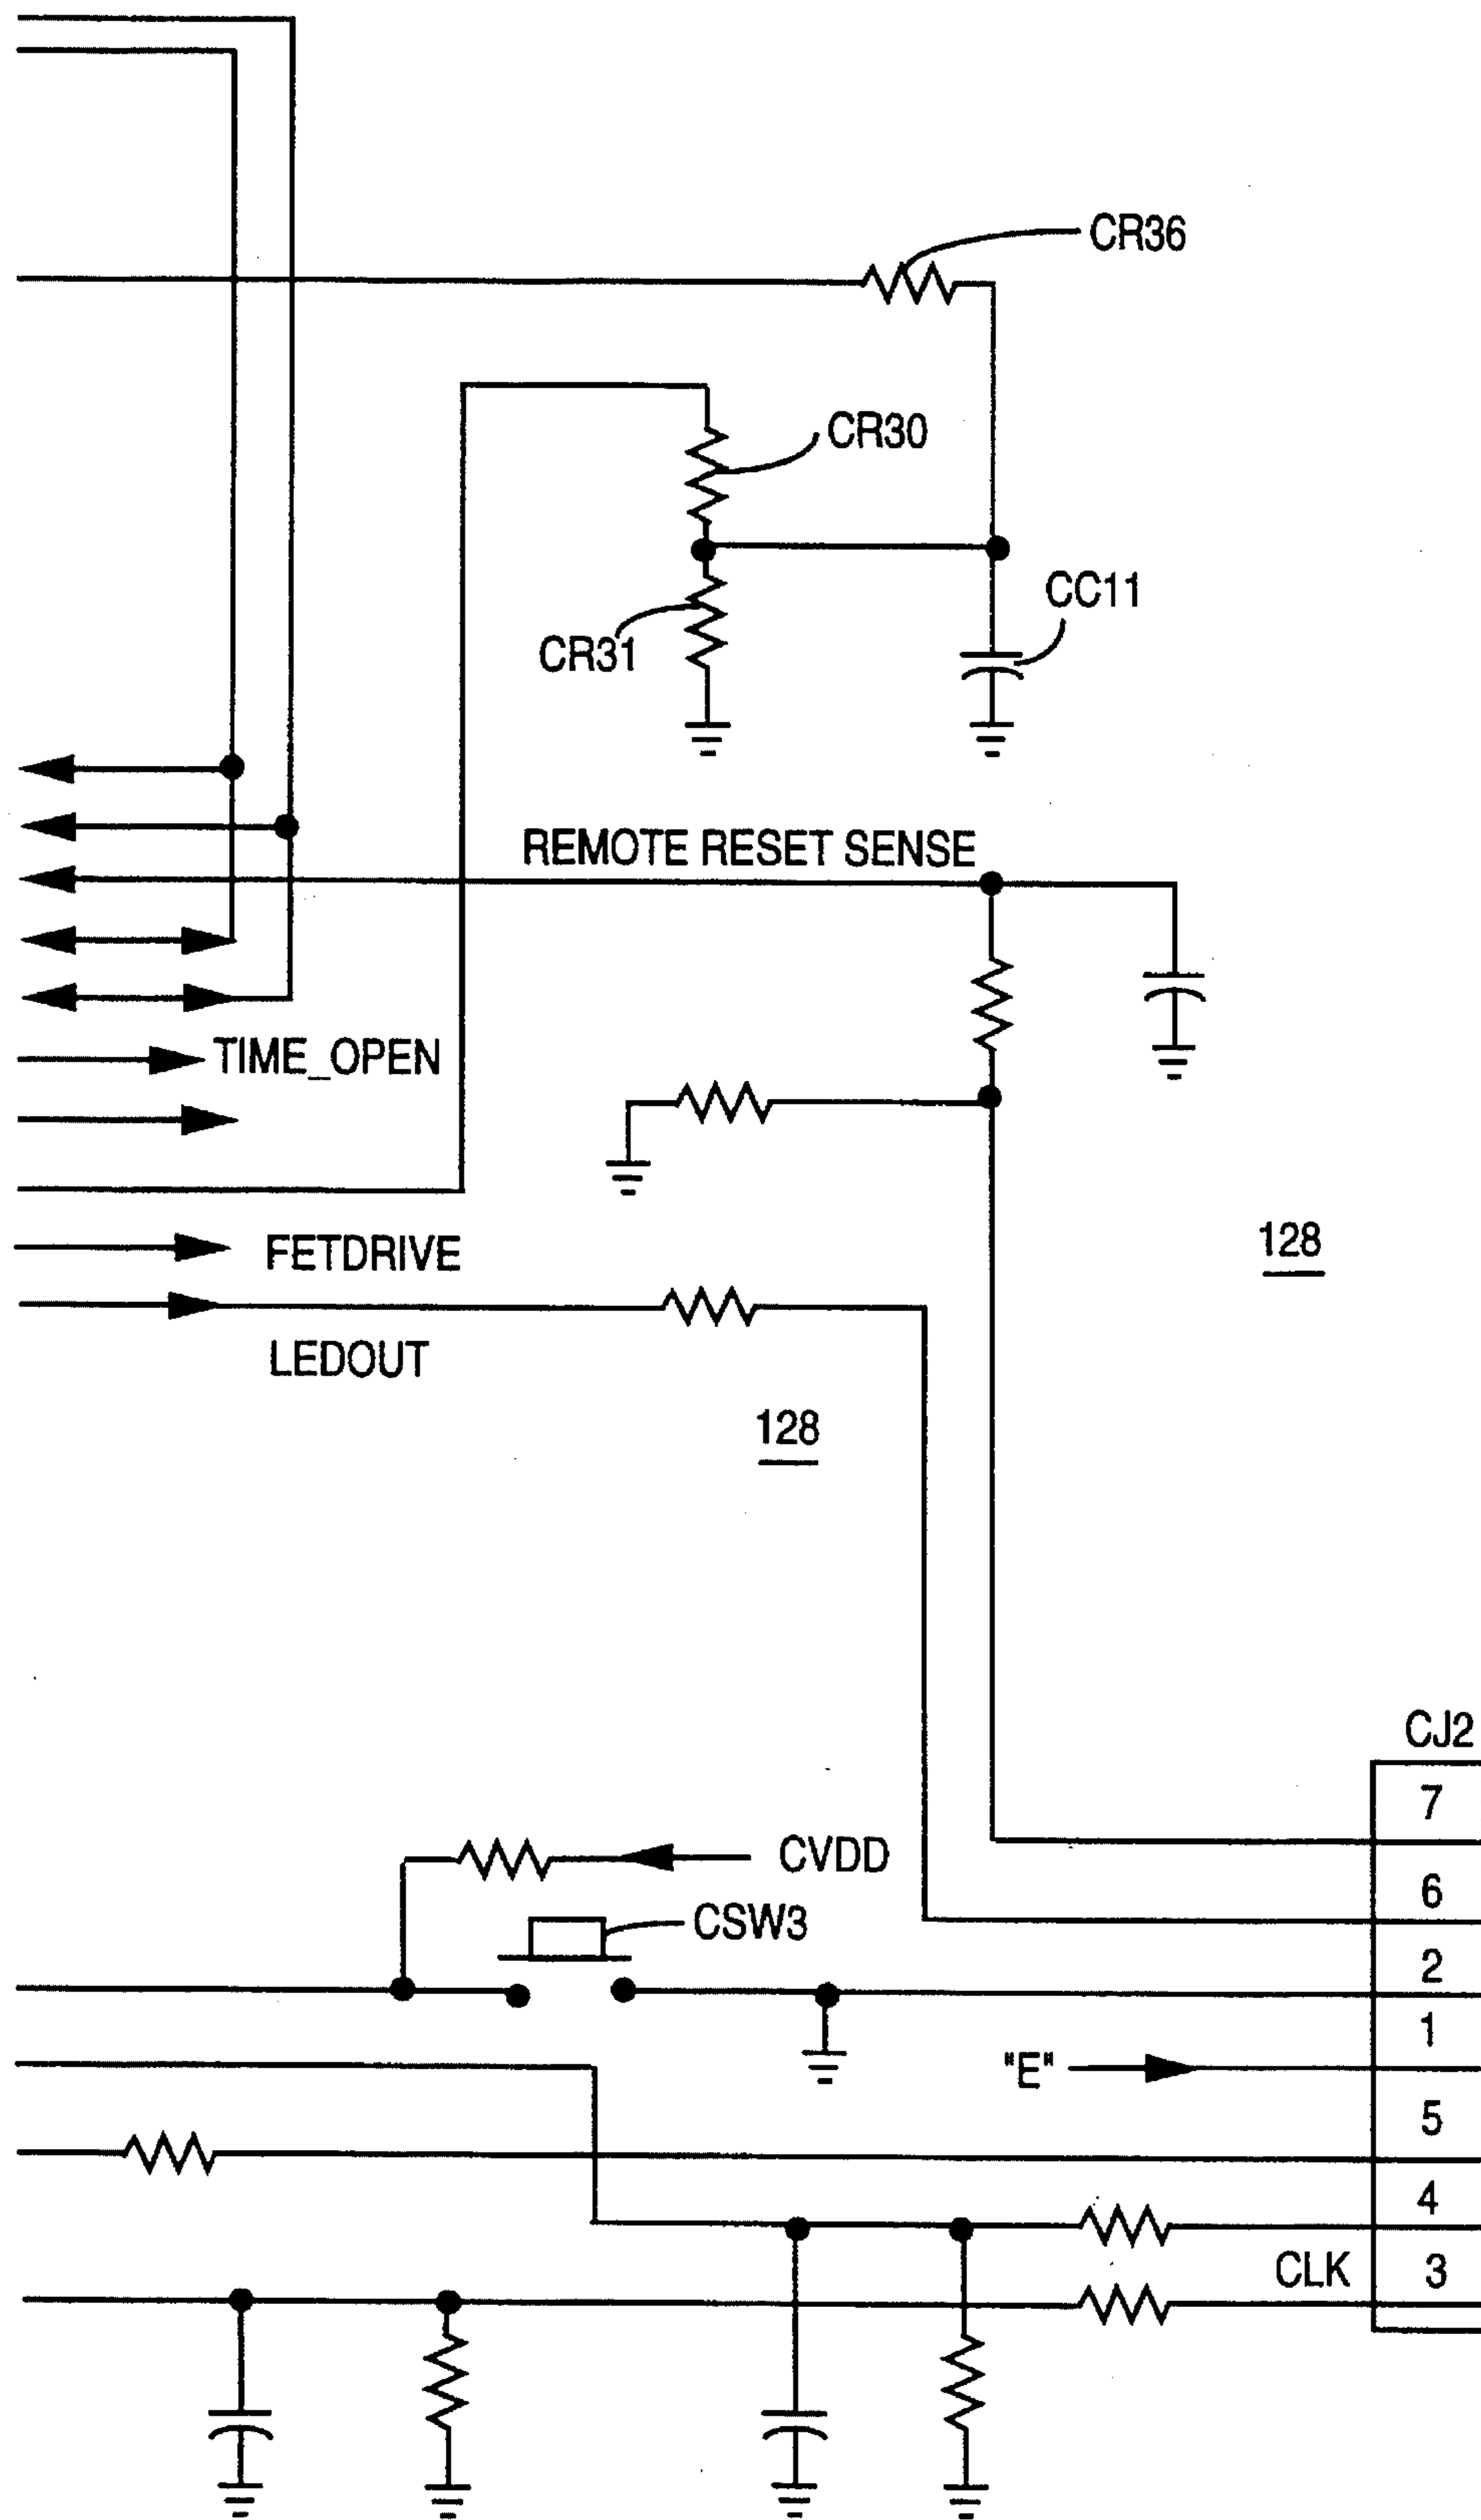 CR36
CR30
CC11
CR31
REMOTE RESET SENSE
TIME_OPEN
128
FETDRIVE
LEDOUT
128
CJ2
7
CVDD
6
CSW3
2
1
"E"
5
4
CLK
3